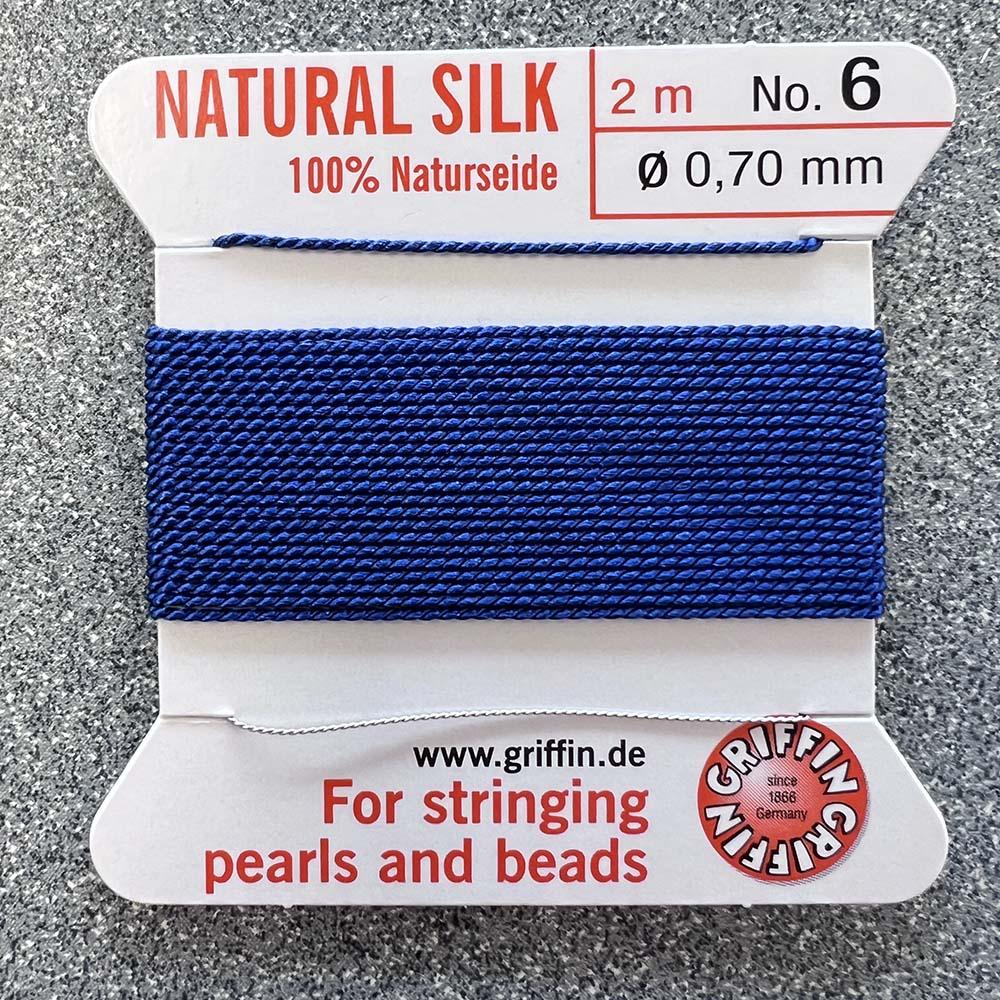 NATURAL SILK
100% Naturseide
2 m No. 6
Ø 0,70 mm
www.griffin.de
For stringing
pearls and beads
GRIFFIN GRIFFIN
since
1866
Germany